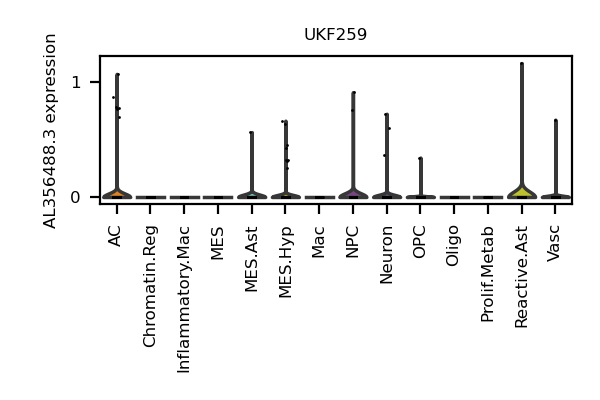 UKF259
AL356488.3 expression
1
0
AC
Chromatin.Reg
Inflammatory.Mac
MES
MES.Ast
MES.Hyp
Mac
NPC
Neuron
OPC
Oligo
Prolif.Metab
Reactive.Ast
Vasc